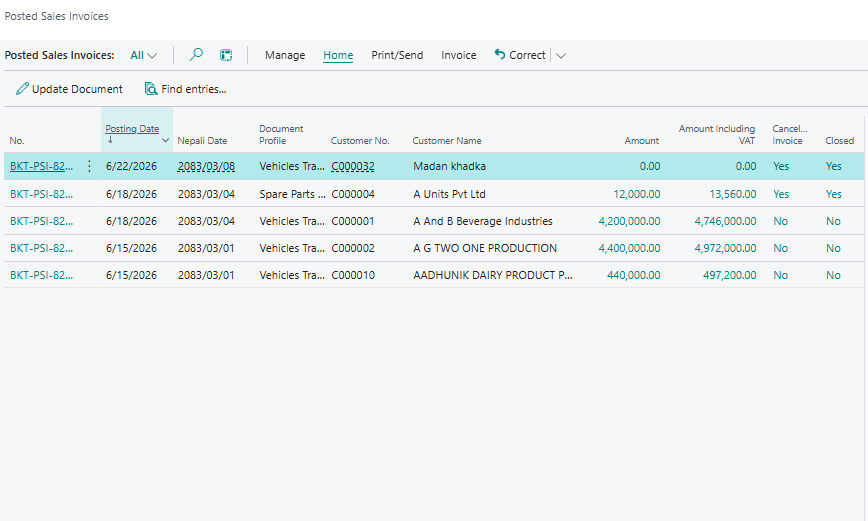 Posted Sales Invoices
Posted Sales Invoices: All Manage Home Print/Send Invoice Correct
Update Document Find entries...
No. Posting Date ↓ Nepali Date Document Profile Customer No. Customer Name Amount Amount Including VAT Cancel... Invoice Closed
BKT-PSI-82... 6/22/2026 2083/03/08 Vehicles Tra... C000032 Madan khadka 0.00 0.00 Yes Yes
BKT-PSI-82... 6/18/2026 2083/03/04 Spare Parts ... C000004 A Units Pvt Ltd 12,000.00 13,560.00 Yes Yes
BKT-PSI-82... 6/18/2026 2083/03/04 Vehicles Tra... C000001 A And B Beverage Industries 4,200,000.00 4,746,000.00 No No
BKT-PSI-82... 6/15/2026 2083/03/01 Vehicles Tra... C000002 A G TWO ONE PRODUCTION 4,400,000.00 4,972,000.00 No No
BKT-PSI-82... 6/15/2026 2083/03/01 Vehicles Tra... C000010 AADHUNIK DAIRY PRODUCT P... 440,000.00 497,200.00 No No